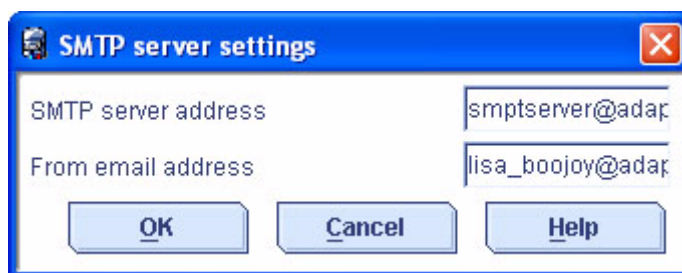 SMTP server settings
SMTP server address smptserver@adap
From email address lisa_boojoy@adap
OK Cancel Help